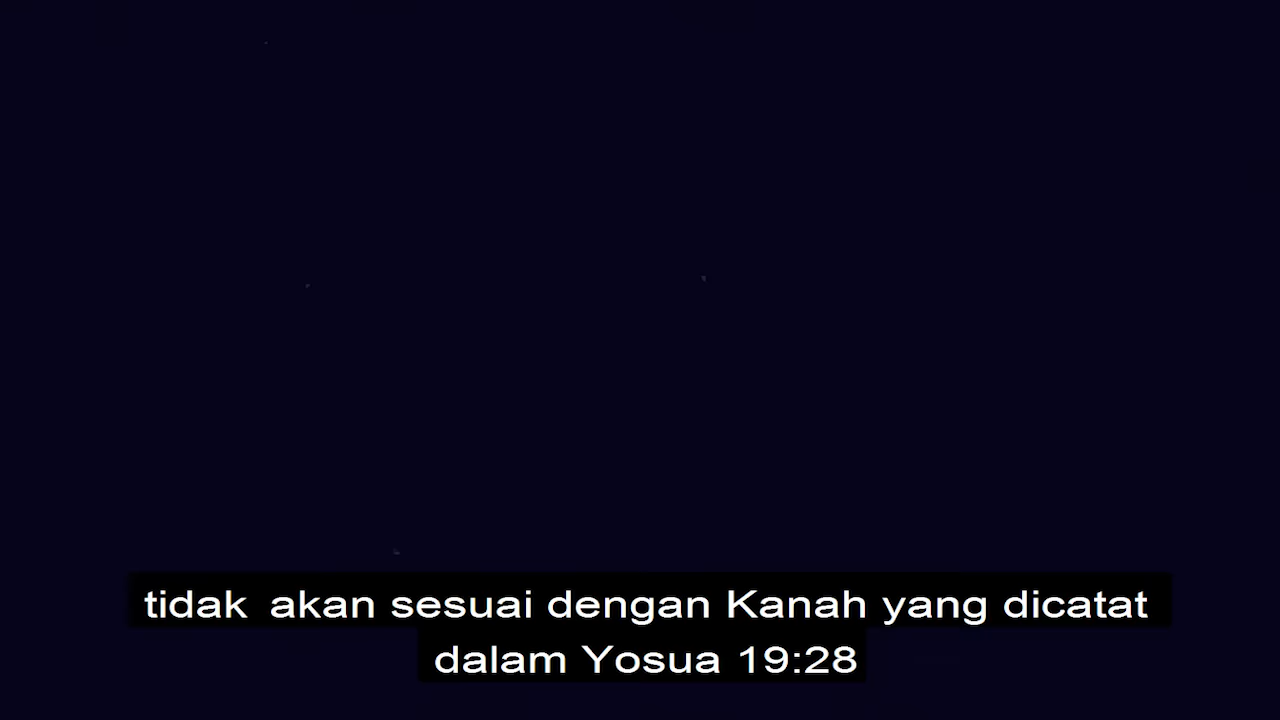 tidak akan sesuai dengan Kanah yang dicatat
dalam Yosua 19:28